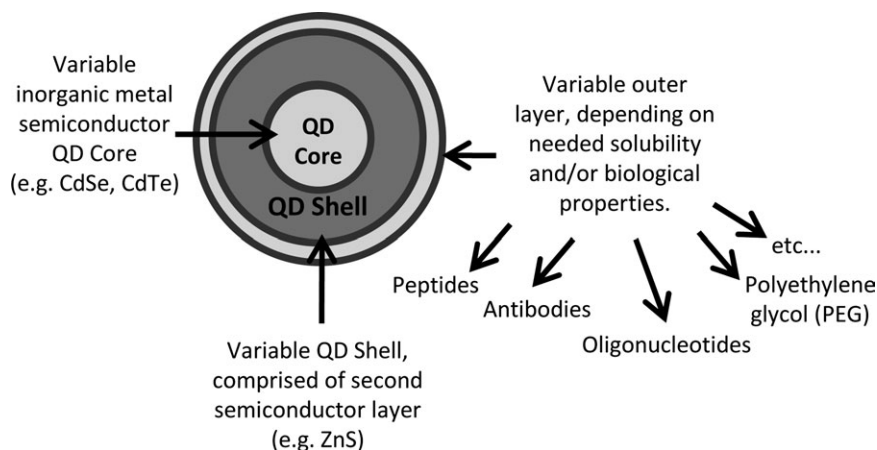 Variable
inorganic metal
semiconductor
QD Core
(e.g. CdSe, CdTe)
QD
Core
QD Shell
Variable QD Shell,
comprised of second
semiconductor layer
(e.g. ZnS)
Variable outer
layer, depending on
needed solubility
and/or biological
properties.
Peptides
Antibodies
Oligonucleotides
Polyethylene
glycol (PEG)
etc...